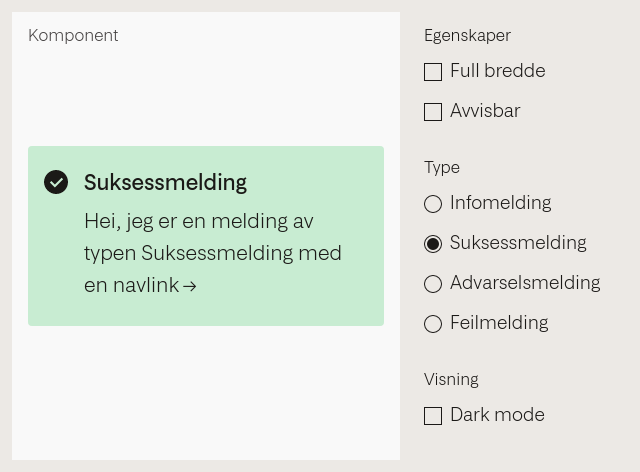 Komponent
Suksessmelding
Hei, jeg er en melding av
typen Suksessmelding med
en navlink →
Egenskaper
Full bredde
Avvisbar
Type
Infomelding
Suksessmelding
Advarselsmelding
Feilmelding
Visning
Dark mode